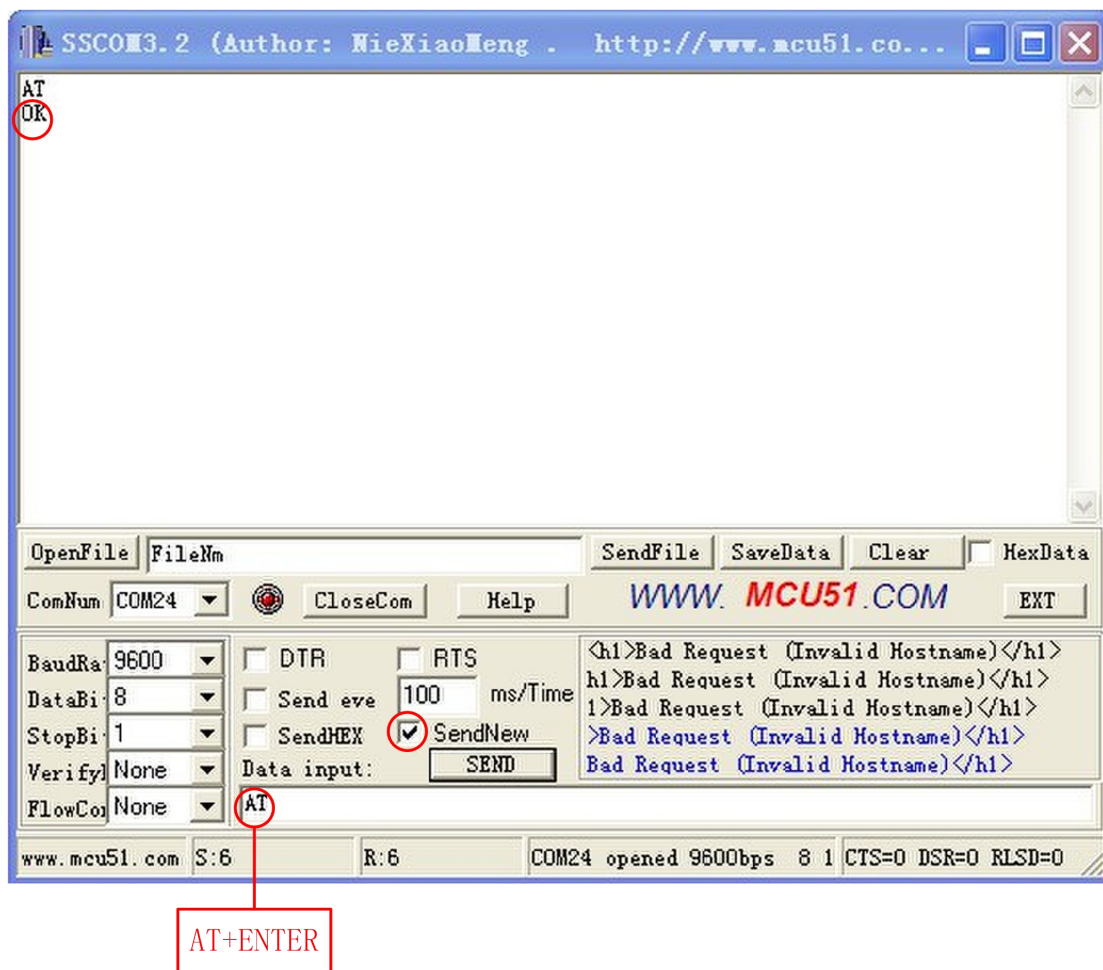 SSCOM3.2 (Author: NieXiaoMeng . http://www.mcu51.co...
AT
OK
OpenFile FileNm SendFile SaveData Clear HexData
ComNum COM24 CloseCom Help WWW. MCU51.COM EXT
BaudRa 9600 DTR RTS
DataBi 8 Send eve 100 ms/Time
StopBi 1 SendHEX SendNew
Verify None Data input: SEND
FlowCo None AT
<h1>Bad Request (Invalid Hostname)</h1>
h1>Bad Request (Invalid Hostname)</h1>
1>Bad Request (Invalid Hostname)</h1>
>Bad Request (Invalid Hostname)</h1>
Bad Request (Invalid Hostname)</h1>
www.mcu51.com S:6 R:6 COM24 opened 9600bps 8 1 CTS=0 DSR=0 RLSD=0
AT+ENTER